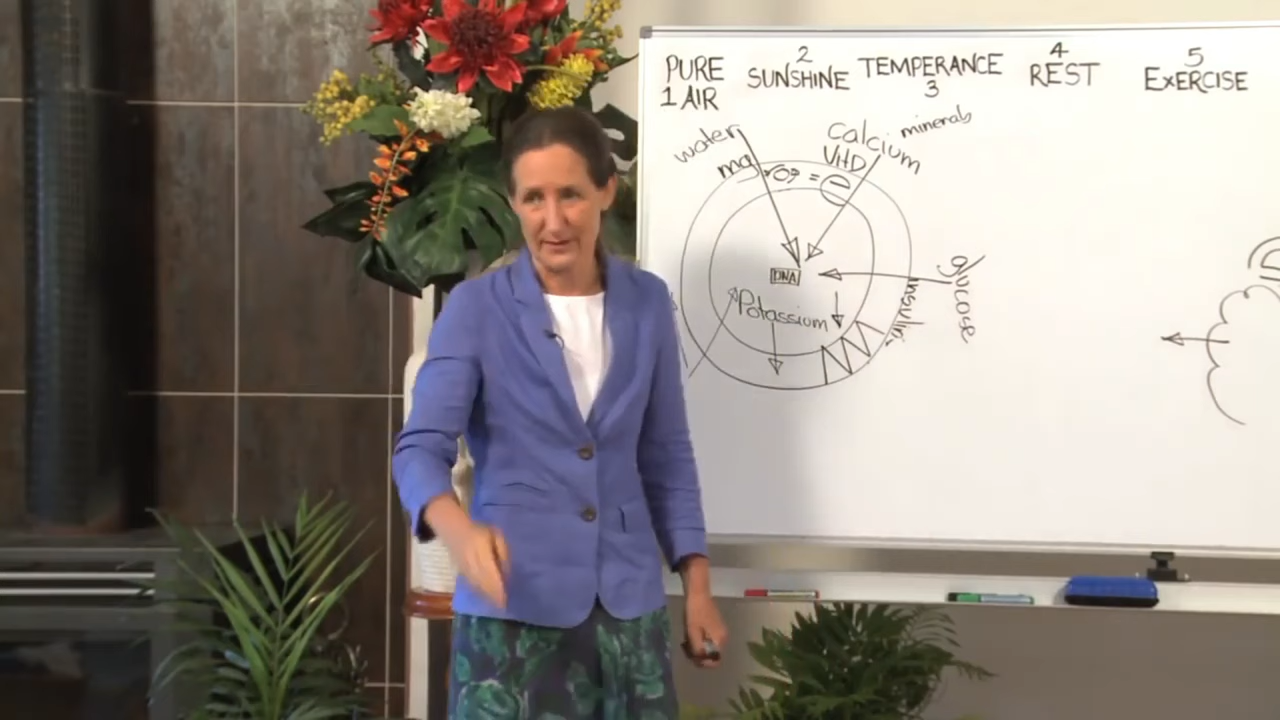 PURE 2 SUNSHINE TEMPERANCE 3 4 REST 5 EXERCISE
1 AIR
water
calcium
minerals
VHD
mg
= e
DNA
glucose
insulin
Potassium